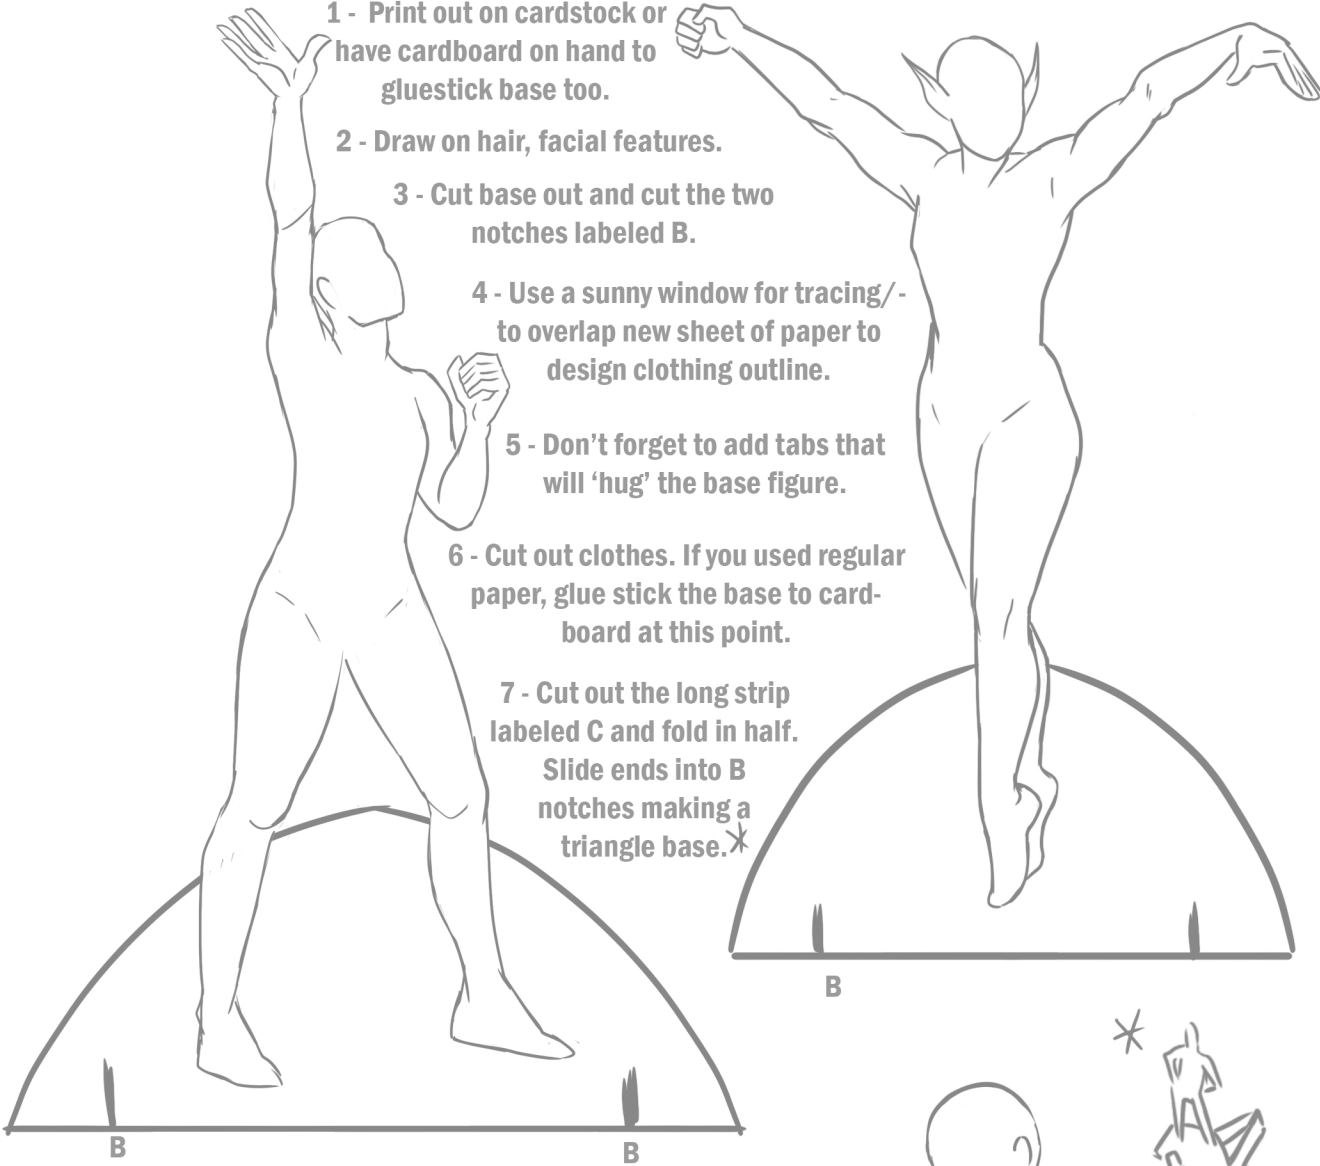 1 - Print out on cardstock or
have cardboard on hand to
gluestick base too.
2 - Draw on hair, facial features.
3 - Cut base out and cut the two
notches labeled B.
4 - Use a sunny window for tracing/-
to overlap new sheet of paper to
design clothing outline.
5 - Don’t forget to add tabs that
will ‘hug’ the base figure.
6 - Cut out clothes. If you used regular
paper, glue stick the base to card-
board at this point.
7 - Cut out the long strip
labeled C and fold in half.
Slide ends into B
notches making a
triangle base.*
B
*
B
B